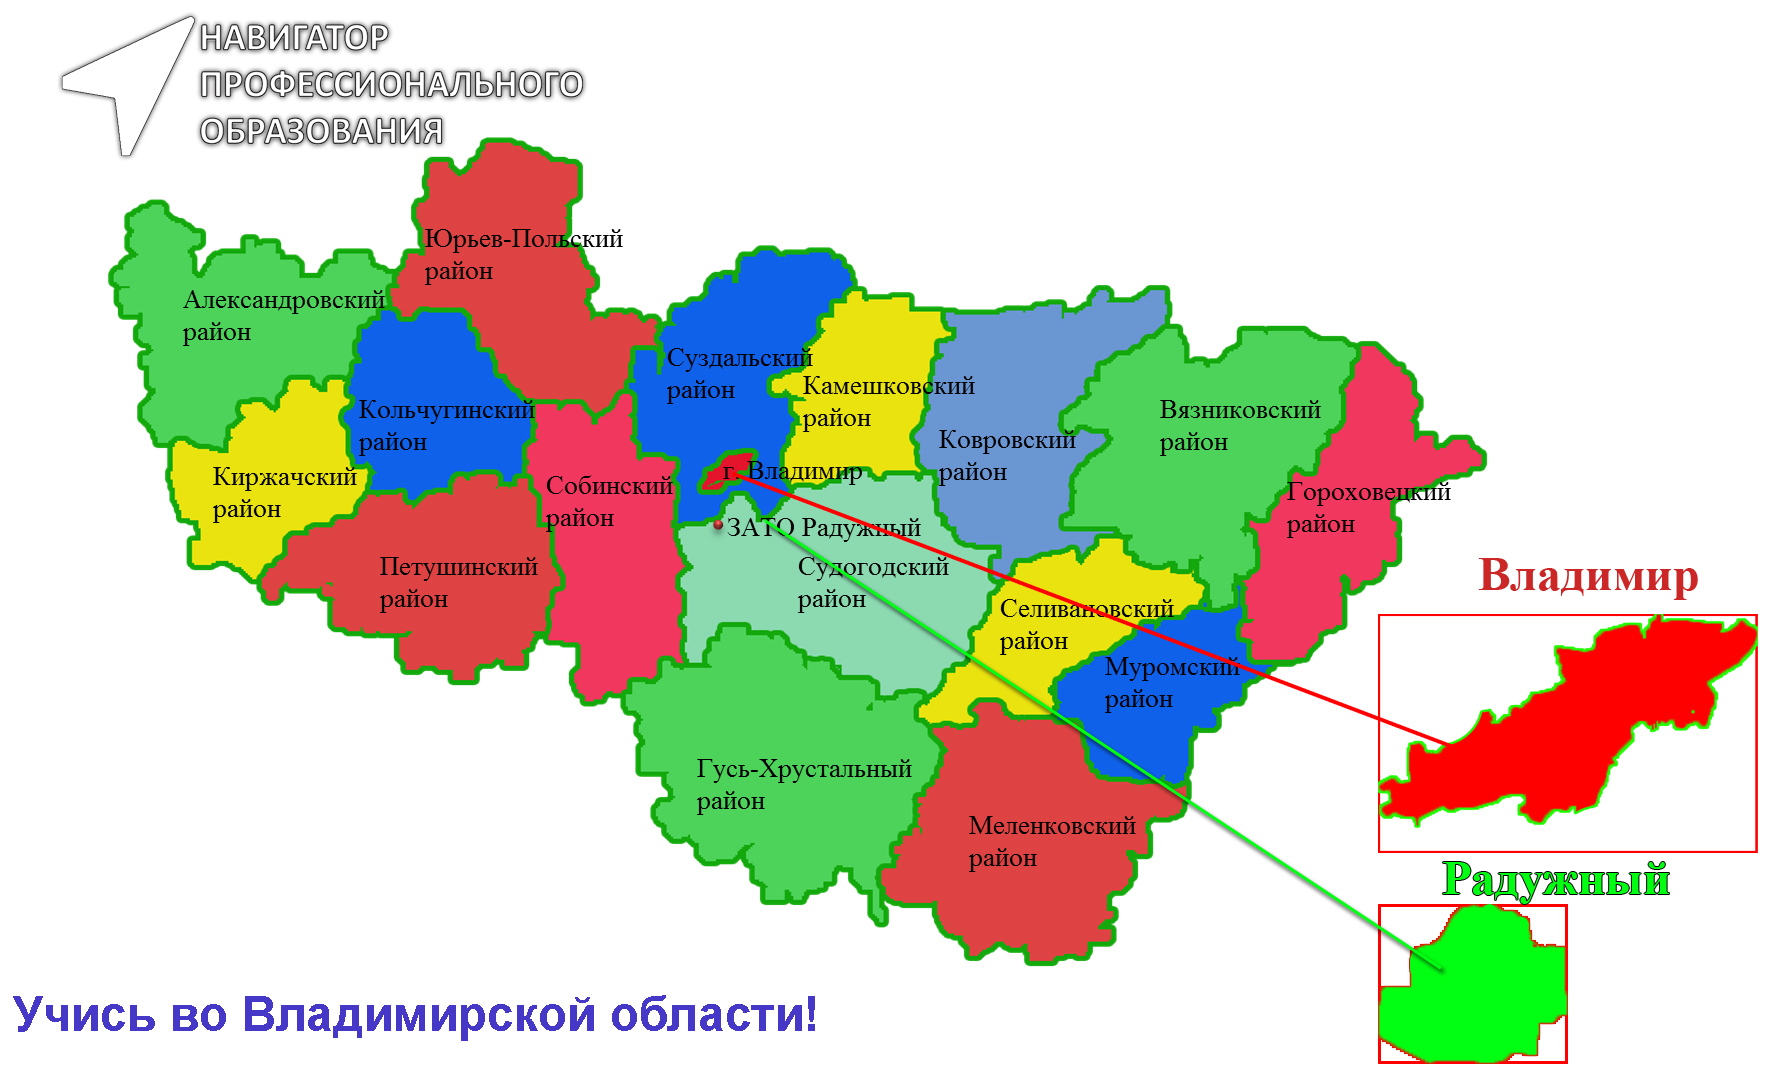 НАВИГАТОР
ПРОФЕССИОНАЛЬНОГО
ОБРАЗОВАНИЯ
Юрьев-Польский
район
Александровский
район
Суздальский
район
Камешковский
район
Кольчугинский
район
Вязниковский
район
Ковровский
район
Киржачский
район
г. Владимир
Собинский
район
Гороховецкий
район
ЗАТО Радужный
Петушинский
район
Судогодский
район
Селивановский
район
Муромский
район
Гусь-Хрустальный
район
Меленковский
район
Владимир
Радужный
Учись во Владимирской области!